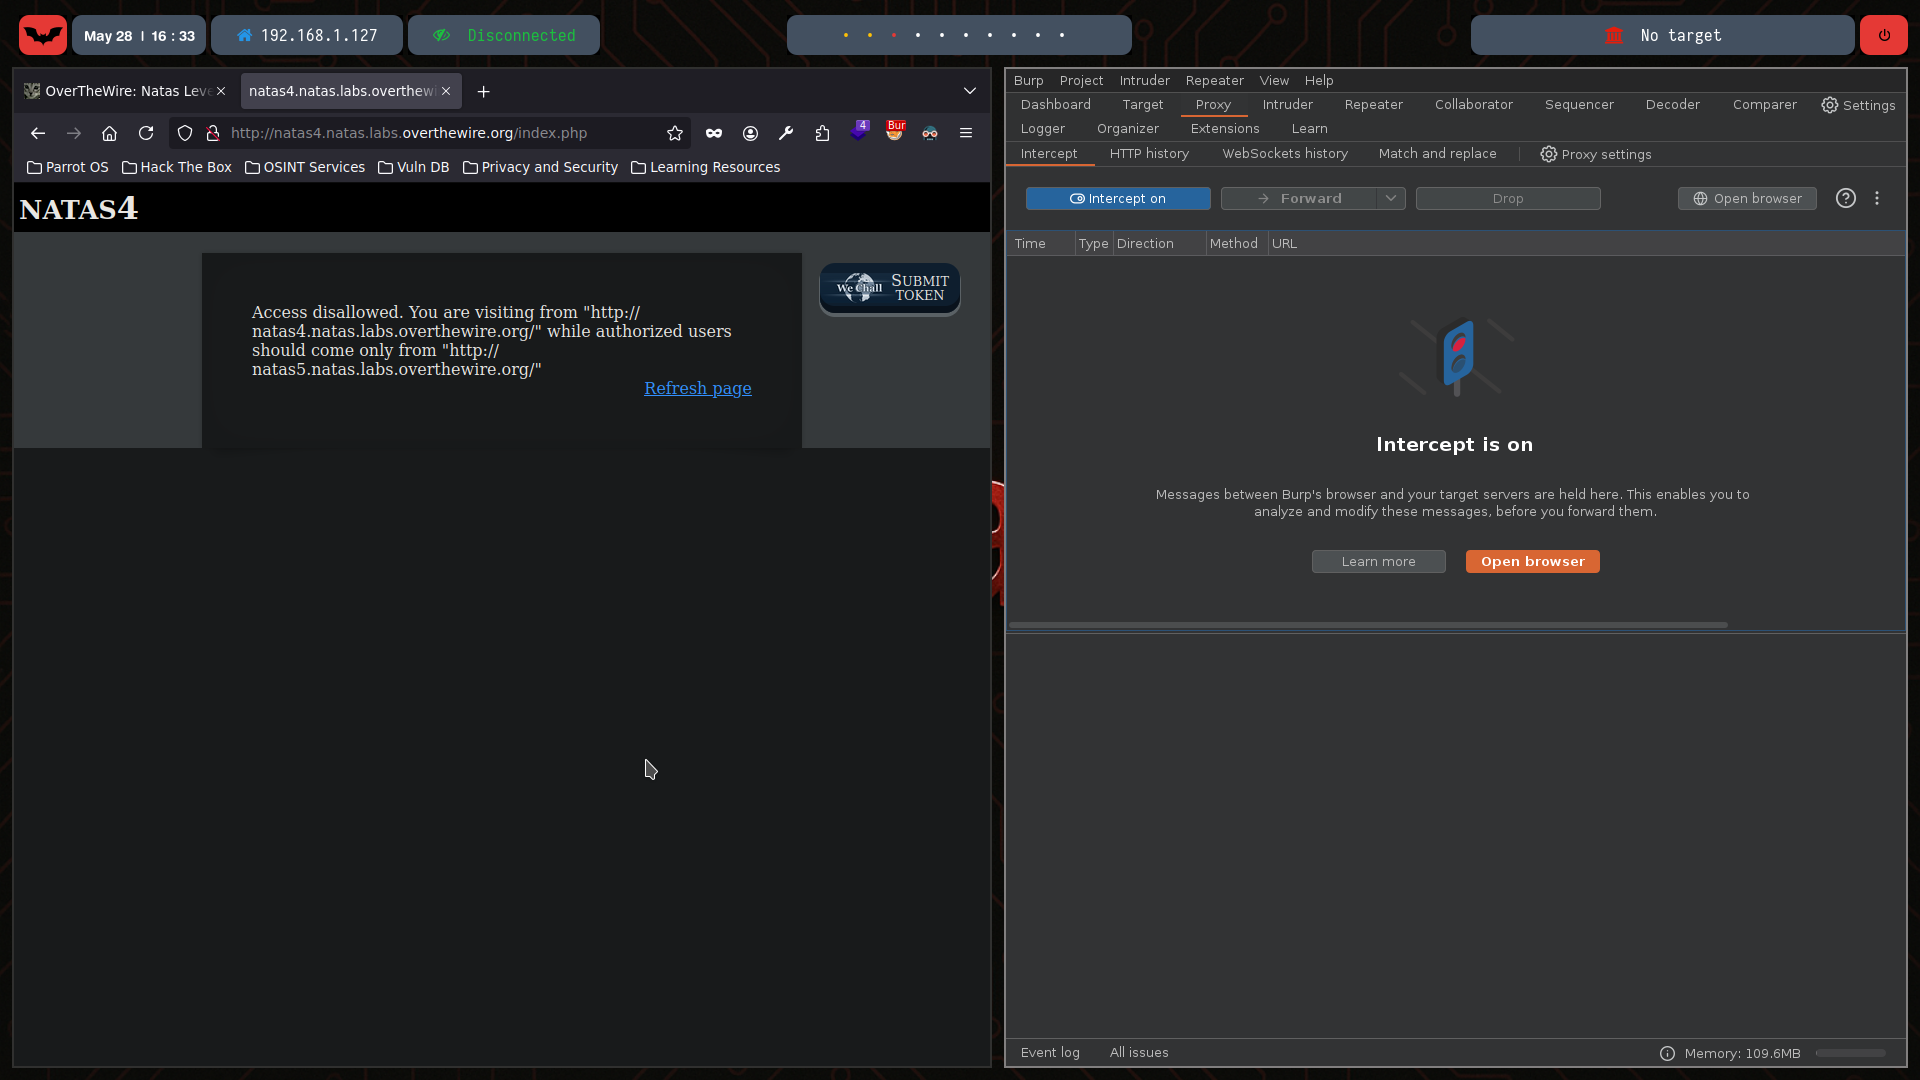 May 28 | 16 : 33
192.168.1.127
Disconnected
No target
OverTheWire: Natas Leve
natas4.natas.labs.overthewi
http://natas4.natas.labs.overthewire.org/index.php
4
Bur
Parrot OS
Hack The Box
OSINT Services
Vuln DB
Privacy and Security
Learning Resources
NATAS4
Access disallowed. You are visiting from "http://
natas4.natas.labs.overthewire.org/" while authorized users
should come only from "http://
natas5.natas.labs.overthewire.org/"
Refresh page
We Chall
SUBMIT
TOKEN
Burp Project Intruder Repeater View Help
Dashboard Target Proxy Intruder Repeater Collaborator Sequencer Decoder Comparer Settings
Logger Organizer Extensions Learn
Intercept HTTP history WebSockets history Match and replace Proxy settings
Intercept on Forward Drop Open browser
Time Type Direction Method URL
Intercept is on
Messages between Burp's browser and your target servers are held here. This enables you to
analyze and modify these messages, before you forward them.
Learn more Open browser
Event log All issues Memory: 109.6MB